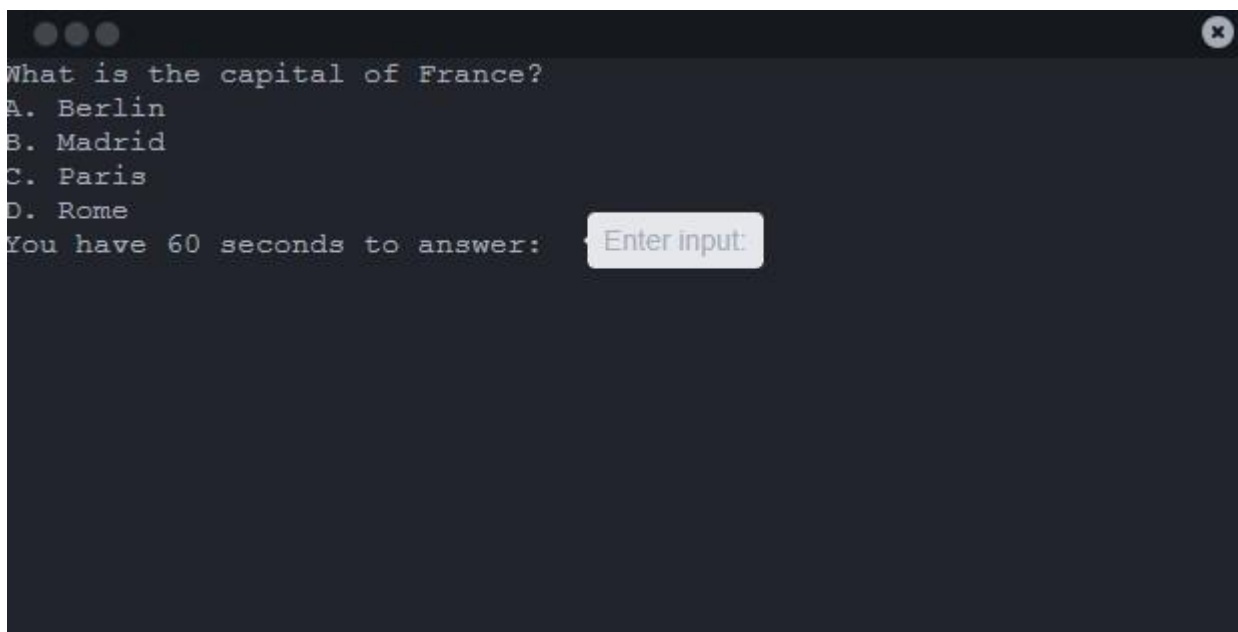 What is the capital of France?
A. Berlin
B. Madrid
C. Paris
D. Rome
You have 60 seconds to answer: Enter input: